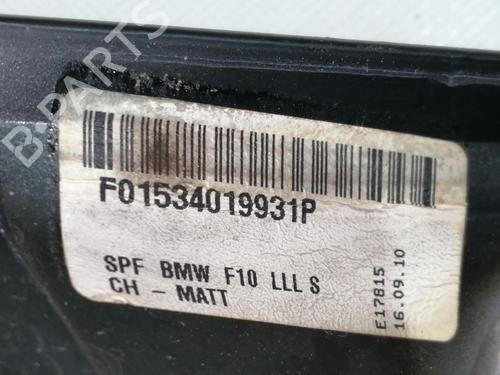 B-PARTS
F01534019931P
SPF BMW F10 LLL S
CH - MATT
E17815
16.09.10